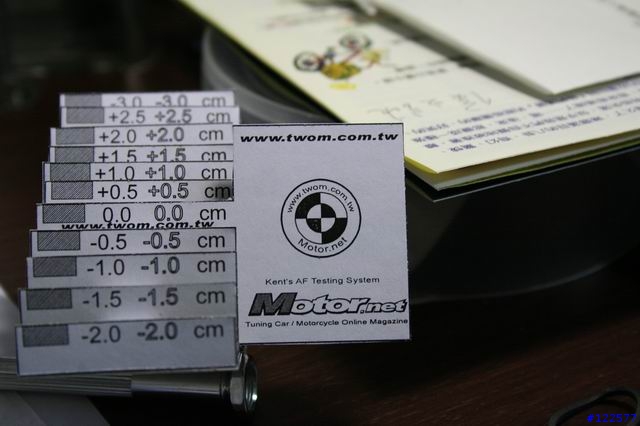 -3.0 -3.0 cm
+2.5 ÷2.5 cm
+2.0 ÷2.0 cm
+1.5 ÷1.5 cm
+1.0 ÷1.0 cm
+0.5 ÷0.5 cm
0.0 0.0 cm
www.twom.com.tw
-0.5 -0.5 cm
-1.0 -1.0 cm
-1.5 -1.5 cm
-2.0 -2.0 cm
www.twom.com.tw
www.twom.com.tw
Motor.net
Kent's AF Testing System
Motor.net
Tuning Car / Motorcycle Online Magazine